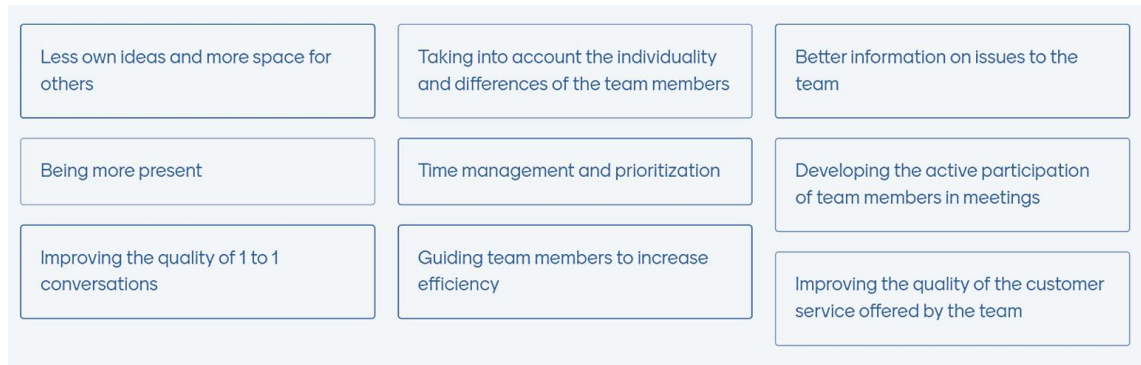 Less own ideas and more space for
others
Being more present
Improving the quality of 1 to 1
conversations
Taking into account the individuality
and differences of the team members
Time management and prioritization
Guiding team members to increase
efficiency
Better information on issues to the
team
Developing the active participation
of team members in meetings
Improving the quality of the customer
service offered by the team